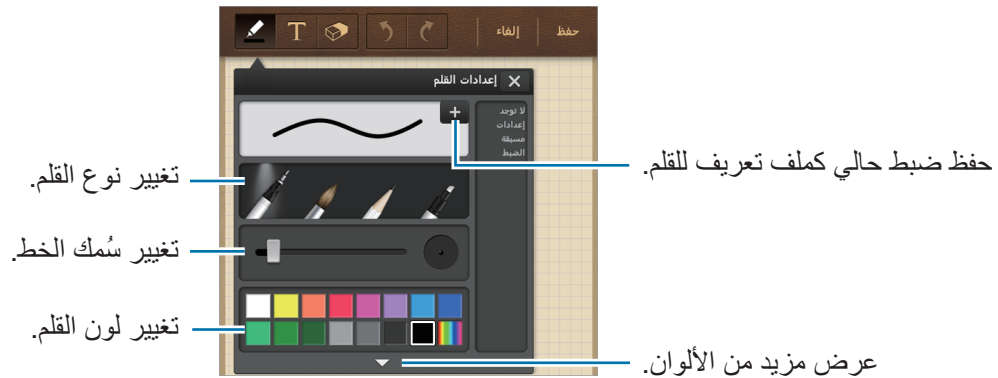 حفظ
إلغاء
T
إعدادات القلم
لا توجد
إعدادات
مسبقة
الضبط
حفظ ضبط حالي كملف تعريف للقلم.
تغيير نوع القلم.
تغيير سُمك الخط.
تغيير لون القلم.
عرض مزيد من الألوان.